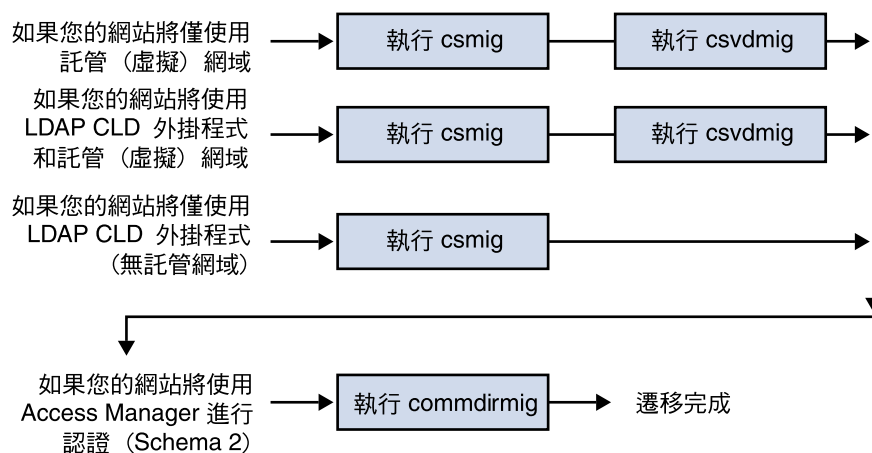 如果您的網站將僅使用
託管（虛擬）網域
執行 csmig
執行 csvdmig
如果您的網站將使用
LDAP CLD 外掛程式
和託管（虛擬）網域
執行 csmig
執行 csvdmig
如果您的網站將僅使用
LDAP CLD 外掛程式
（無託管網域）
執行 csmig
如果您的網站將使用
Access Manager 進行
認證（Schema 2）
執行 commdirmig
遷移完成